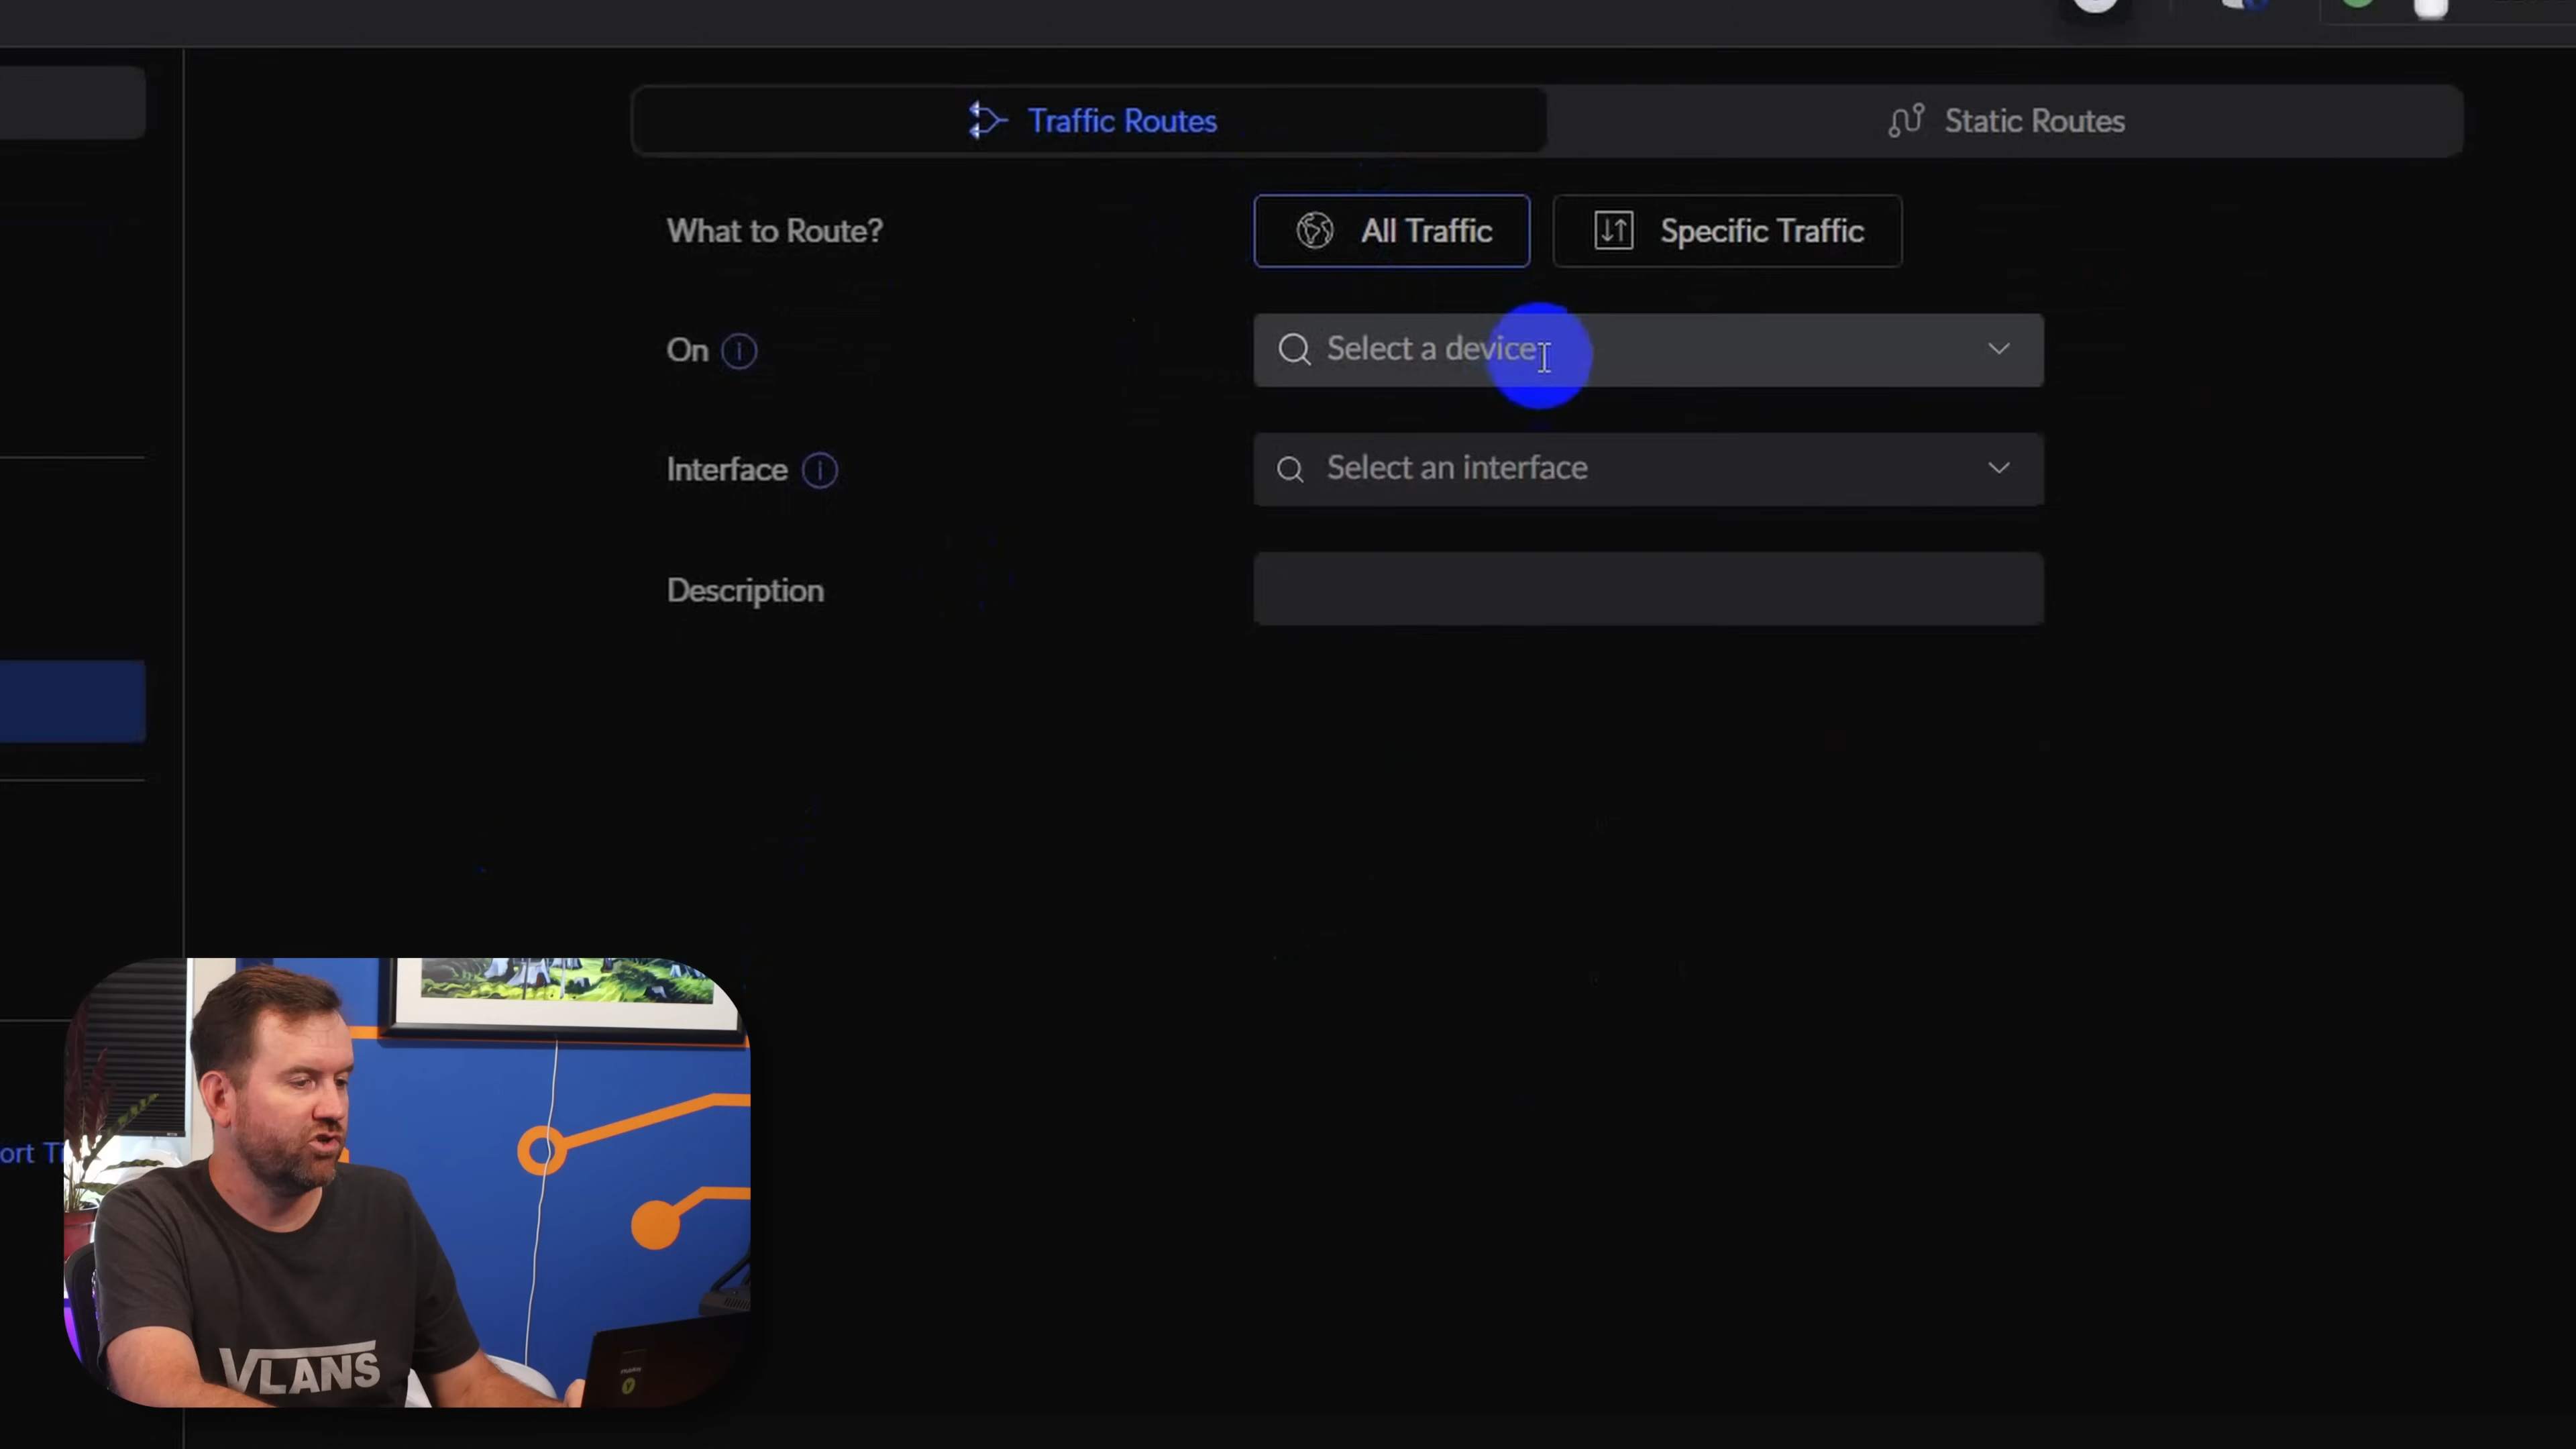 Traffic Routes
Static Routes
What to Route?
All Traffic
Specific Traffic
On
Select a device
Interface
Select an interface
Description
ort Ti
VLANS